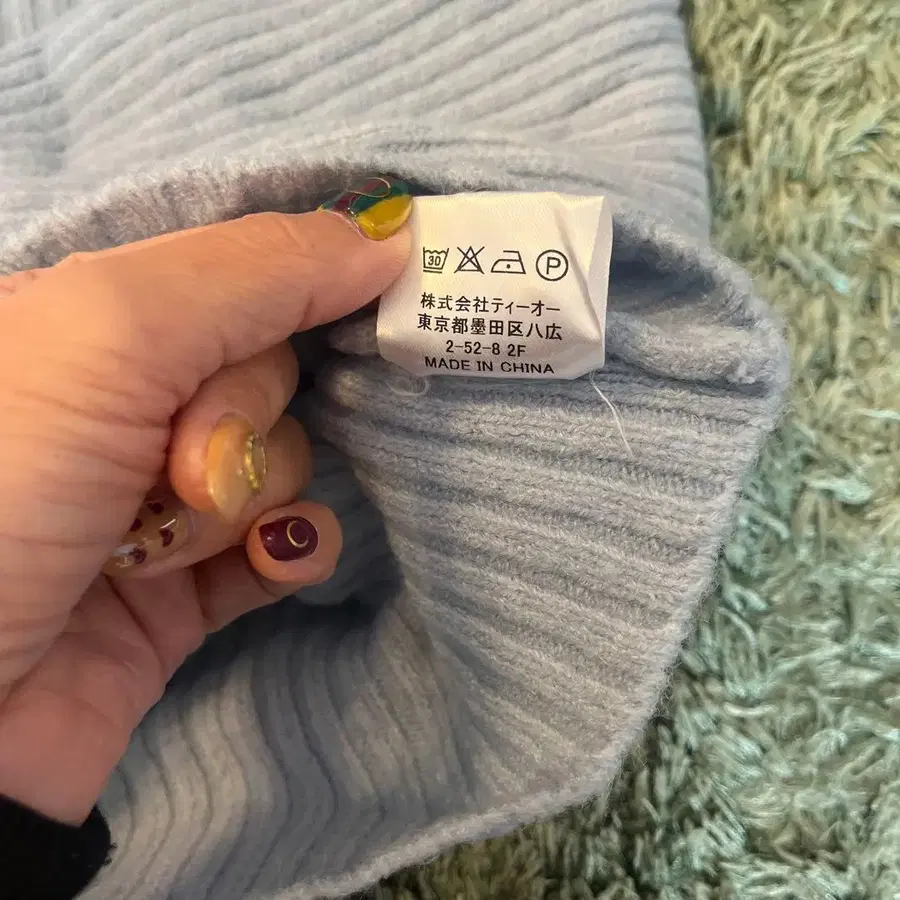 30 P
株式会社ティーオー
東京都墨田区八広
2-52-8 2F
MADE IN CHINA